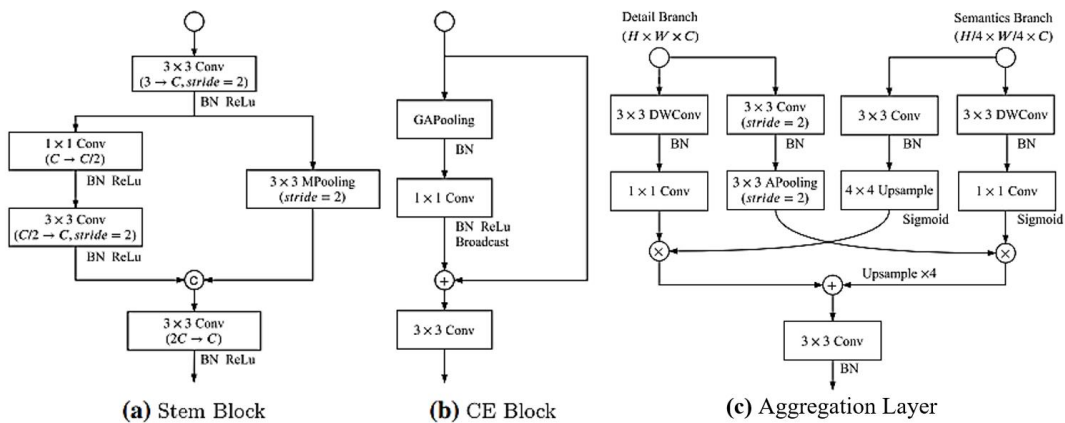 3 × 3 Conv
(3 → C, stride = 2)
BN ReLu
1 × 1 Conv
(C → C/2)
BN ReLu
3 × 3 Conv
(C/2 → C, stride = 2)
BN ReLu
3 × 3 MPooling
(stride = 2)
C
3 × 3 Conv
(2C → C)
BN ReLu
(a) Stem Block
GAPooling
BN
1 × 1 Conv
BN ReLu
Broadcast
+
3 × 3 Conv
(b) CE Block
Detail Branch
(H × W × C)
Semantics Branch
(H/4 × W/4 × C)
3 × 3 DWConv
BN
1 × 1 Conv
3 × 3 Conv
(stride = 2)
BN
3 × 3 APooling
(stride = 2)
3 × 3 Conv
BN
4 × 4 Upsample
Sigmoid
3 × 3 DWConv
BN
1 × 1 Conv
Sigmoid
×
×
Upsample ×4
+
3 × 3 Conv
BN
(c) Aggregation Layer